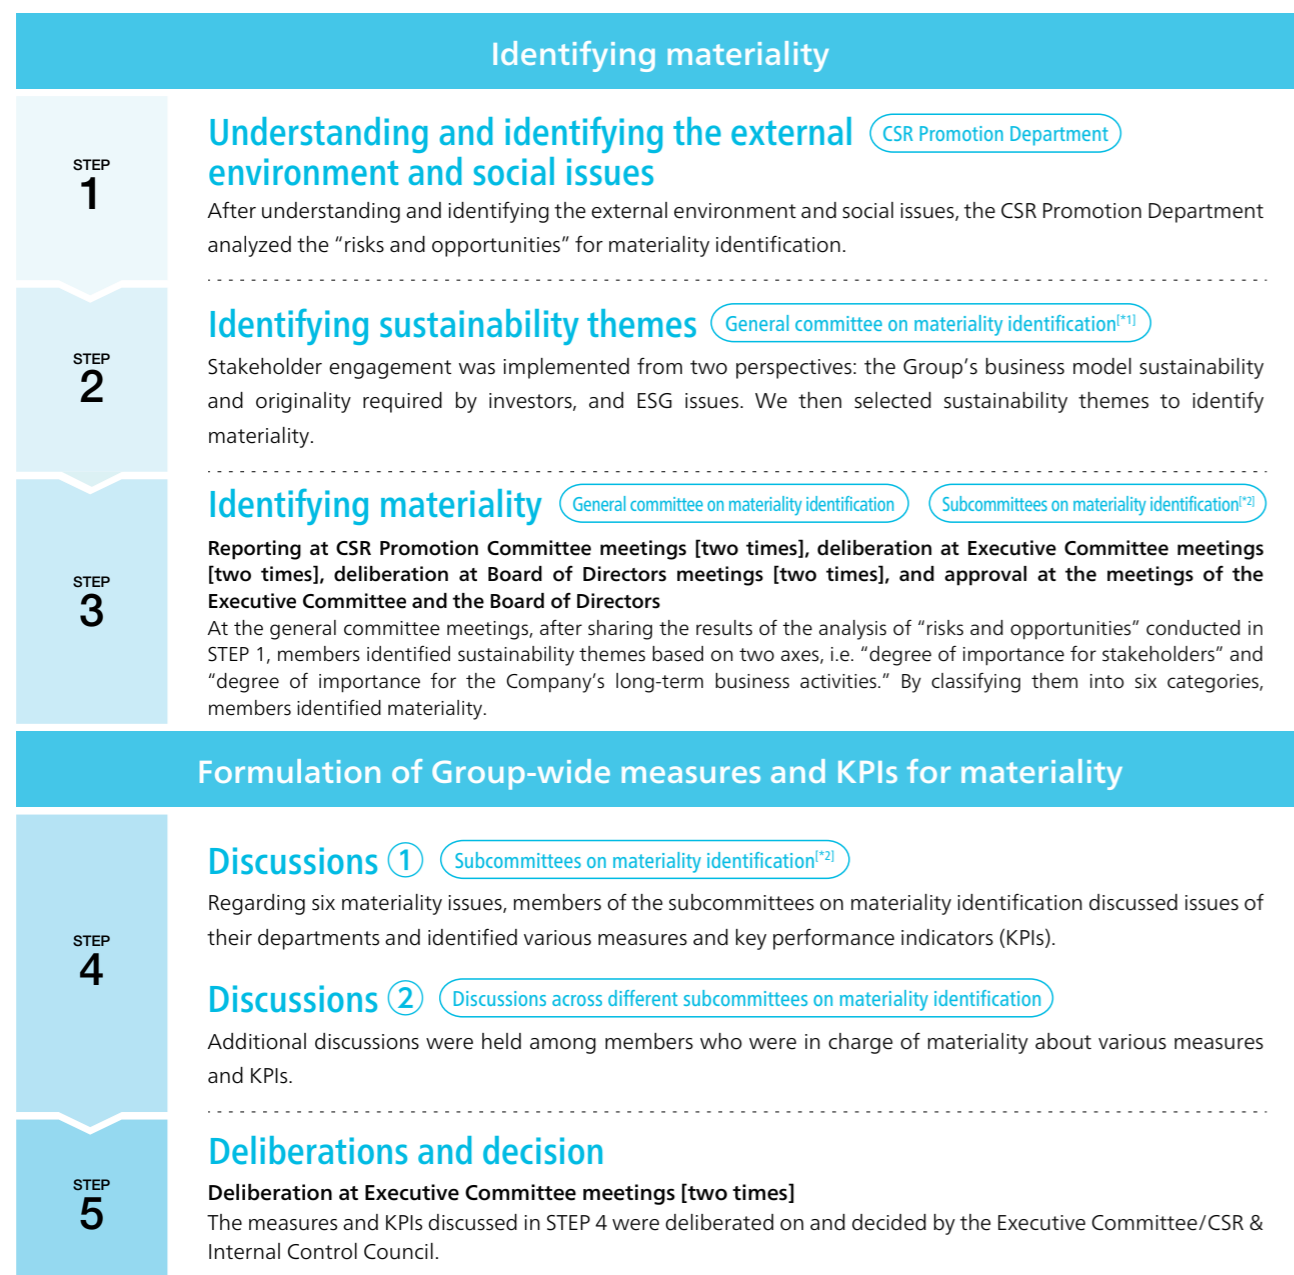 Identifying materiality
STEP
1
Understanding and identifying the external CSR Promotion Department
environment and social issues
After understanding and identifying the external environment and social issues, the CSR Promotion Department
analyzed the “risks and opportunities” for materiality identification.
STEP
2
Identifying sustainability themes General committee on materiality identification[*1]
Stakeholder engagement was implemented from two perspectives: the Group’s business model sustainability
and originality required by investors, and ESG issues. We then selected sustainability themes to identify
materiality.
STEP
3
Identifying materiality General committee on materiality identification Subcommittees on materiality identification[*2]
Reporting at CSR Promotion Committee meetings [two times], deliberation at Executive Committee meetings
[two times], deliberation at Board of Directors meetings [two times], and approval at the meetings of the
Executive Committee and the Board of Directors
At the general committee meetings, after sharing the results of the analysis of “risks and opportunities” conducted in
STEP 1, members identified sustainability themes based on two axes, i.e. “degree of importance for stakeholders” and
“degree of importance for the Company’s long-term business activities.” By classifying them into six categories,
members identified materiality.
Formulation of Group-wide measures and KPIs for materiality
STEP
4
Discussions ① Subcommittees on materiality identification[*2]
Regarding six materiality issues, members of the subcommittees on materiality identification discussed issues of
their departments and identified various measures and key performance indicators (KPIs).
Discussions ② Discussions across different subcommittees on materiality identification
Additional discussions were held among members who were in charge of materiality about various measures
and KPIs.
STEP
5
Deliberations and decision
Deliberation at Executive Committee meetings [two times]
The measures and KPIs discussed in STEP 4 were deliberated on and decided by the Executive Committee/CSR &
Internal Control Council.